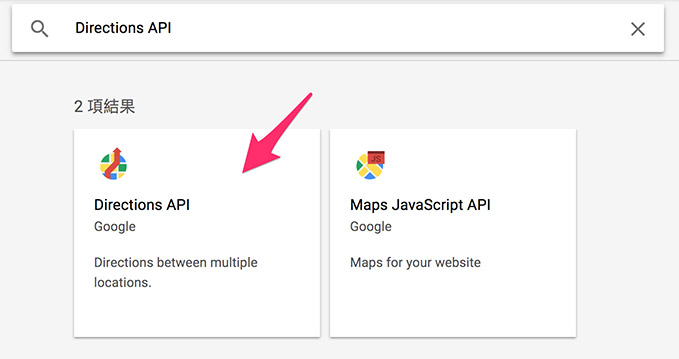 Directions API
2 項結果
Directions API
Google
Directions between multiple
locations.
JS
Maps JavaScript API
Google
Maps for your website